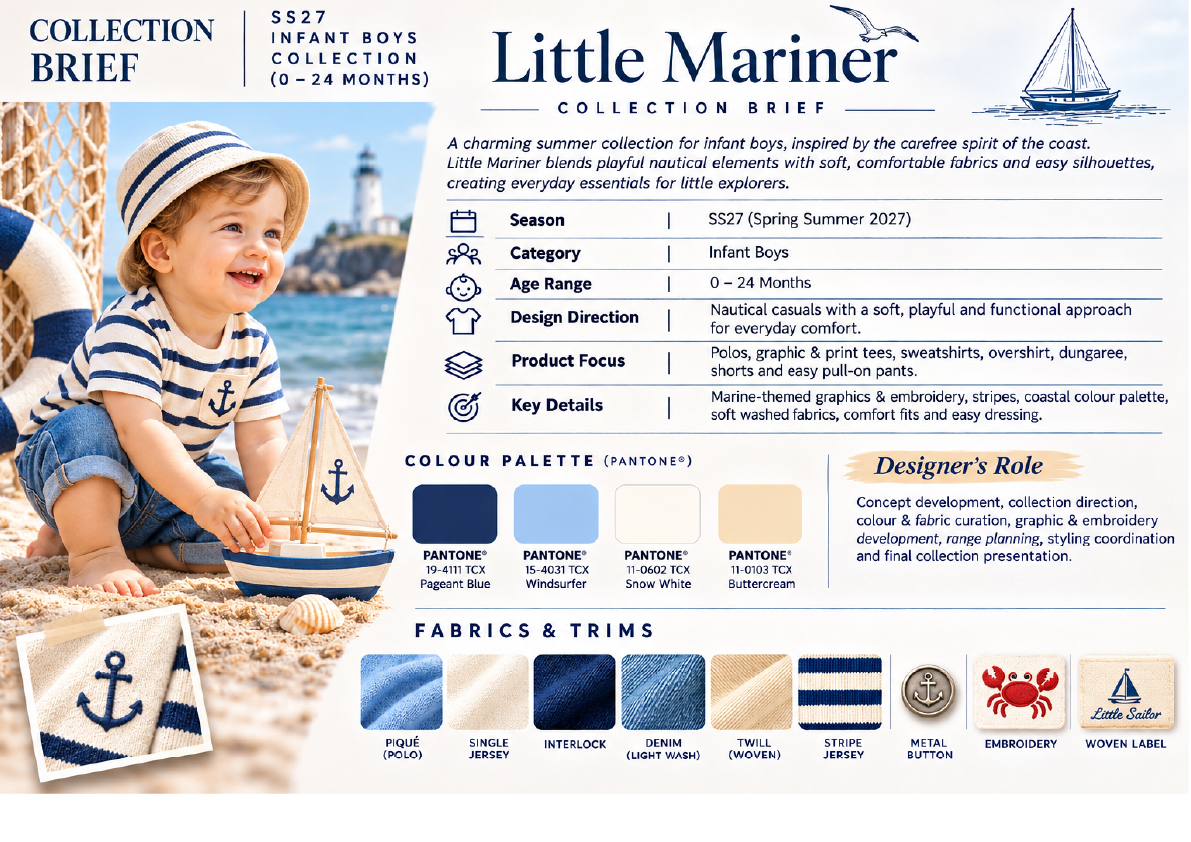 COLLECTION
BRIEF
SS27
INFANT BOYS
COLLECTION
(0 – 24 MONTHS)
Little Mariner
COLLECTION BRIEF
A charming summer collection for infant boys, inspired by the carefree spirit of the coast.
Little Mariner blends playful nautical elements with soft, comfortable fabrics and easy silhouettes,
creating everyday essentials for little explorers.
Season | SS27 (Spring Summer 2027)
Category | Infant Boys
Age Range | 0 – 24 Months
Design Direction | Nautical casuals with a soft, playful and functional approach
for everyday comfort.
Product Focus | Polos, graphic & print tees, sweatshirts, overshirt, dungaree,
shorts and easy pull-on pants.
Key Details | Marine-themed graphics & embroidery, stripes, coastal colour palette,
soft washed fabrics, comfort fits and easy dressing.
COLOUR PALETTE (PANTONE®)
PANTONE®
19-4111 TCX
Pageant Blue
PANTONE®
15-4031 TCX
Windsurfer
PANTONE®
11-0602 TCX
Snow White
PANTONE®
11-0103 TCX
Buttercream
Designer's Role
Concept development, collection direction,
colour & fabric curation, graphic & embroidery
development, range planning, styling coordination
and final collection presentation.
FABRICS & TRIMS
PIQUÉ
(POLO)
SINGLE
JERSEY
INTERLOCK
DENIM
(LIGHT WASH)
TWILL
(WOVEN)
STRIPE
JERSEY
METAL
BUTTON
EMBROIDERY
Little Sailor
WOVEN LABEL